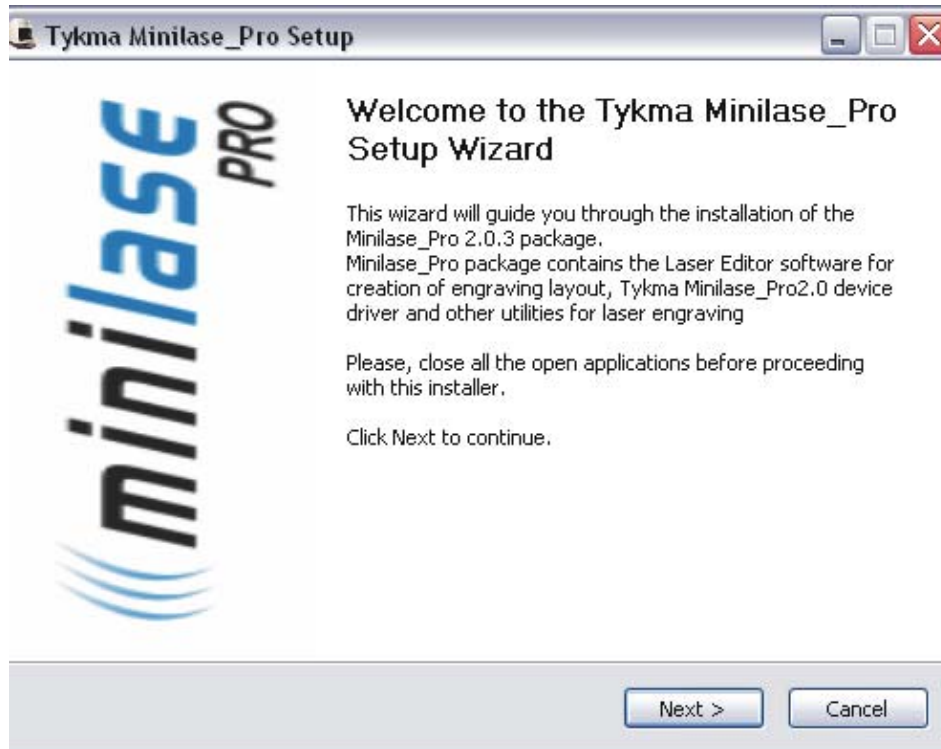 Tykma Minilase_Pro Setup
minilase
PRO
Welcome to the Tykma Minilase_Pro
Setup Wizard
This wizard will guide you through the installation of the
Minilase_Pro 2.0.3 package.
Minilase_Pro package contains the Laser Editor software for
creation of engraving layout, Tykma Minilase_Pro2.0 device
driver and other utilities for laser engraving
Please, close all the open applications before proceeding
with this installer.
Click Next to continue.
Next >
Cancel